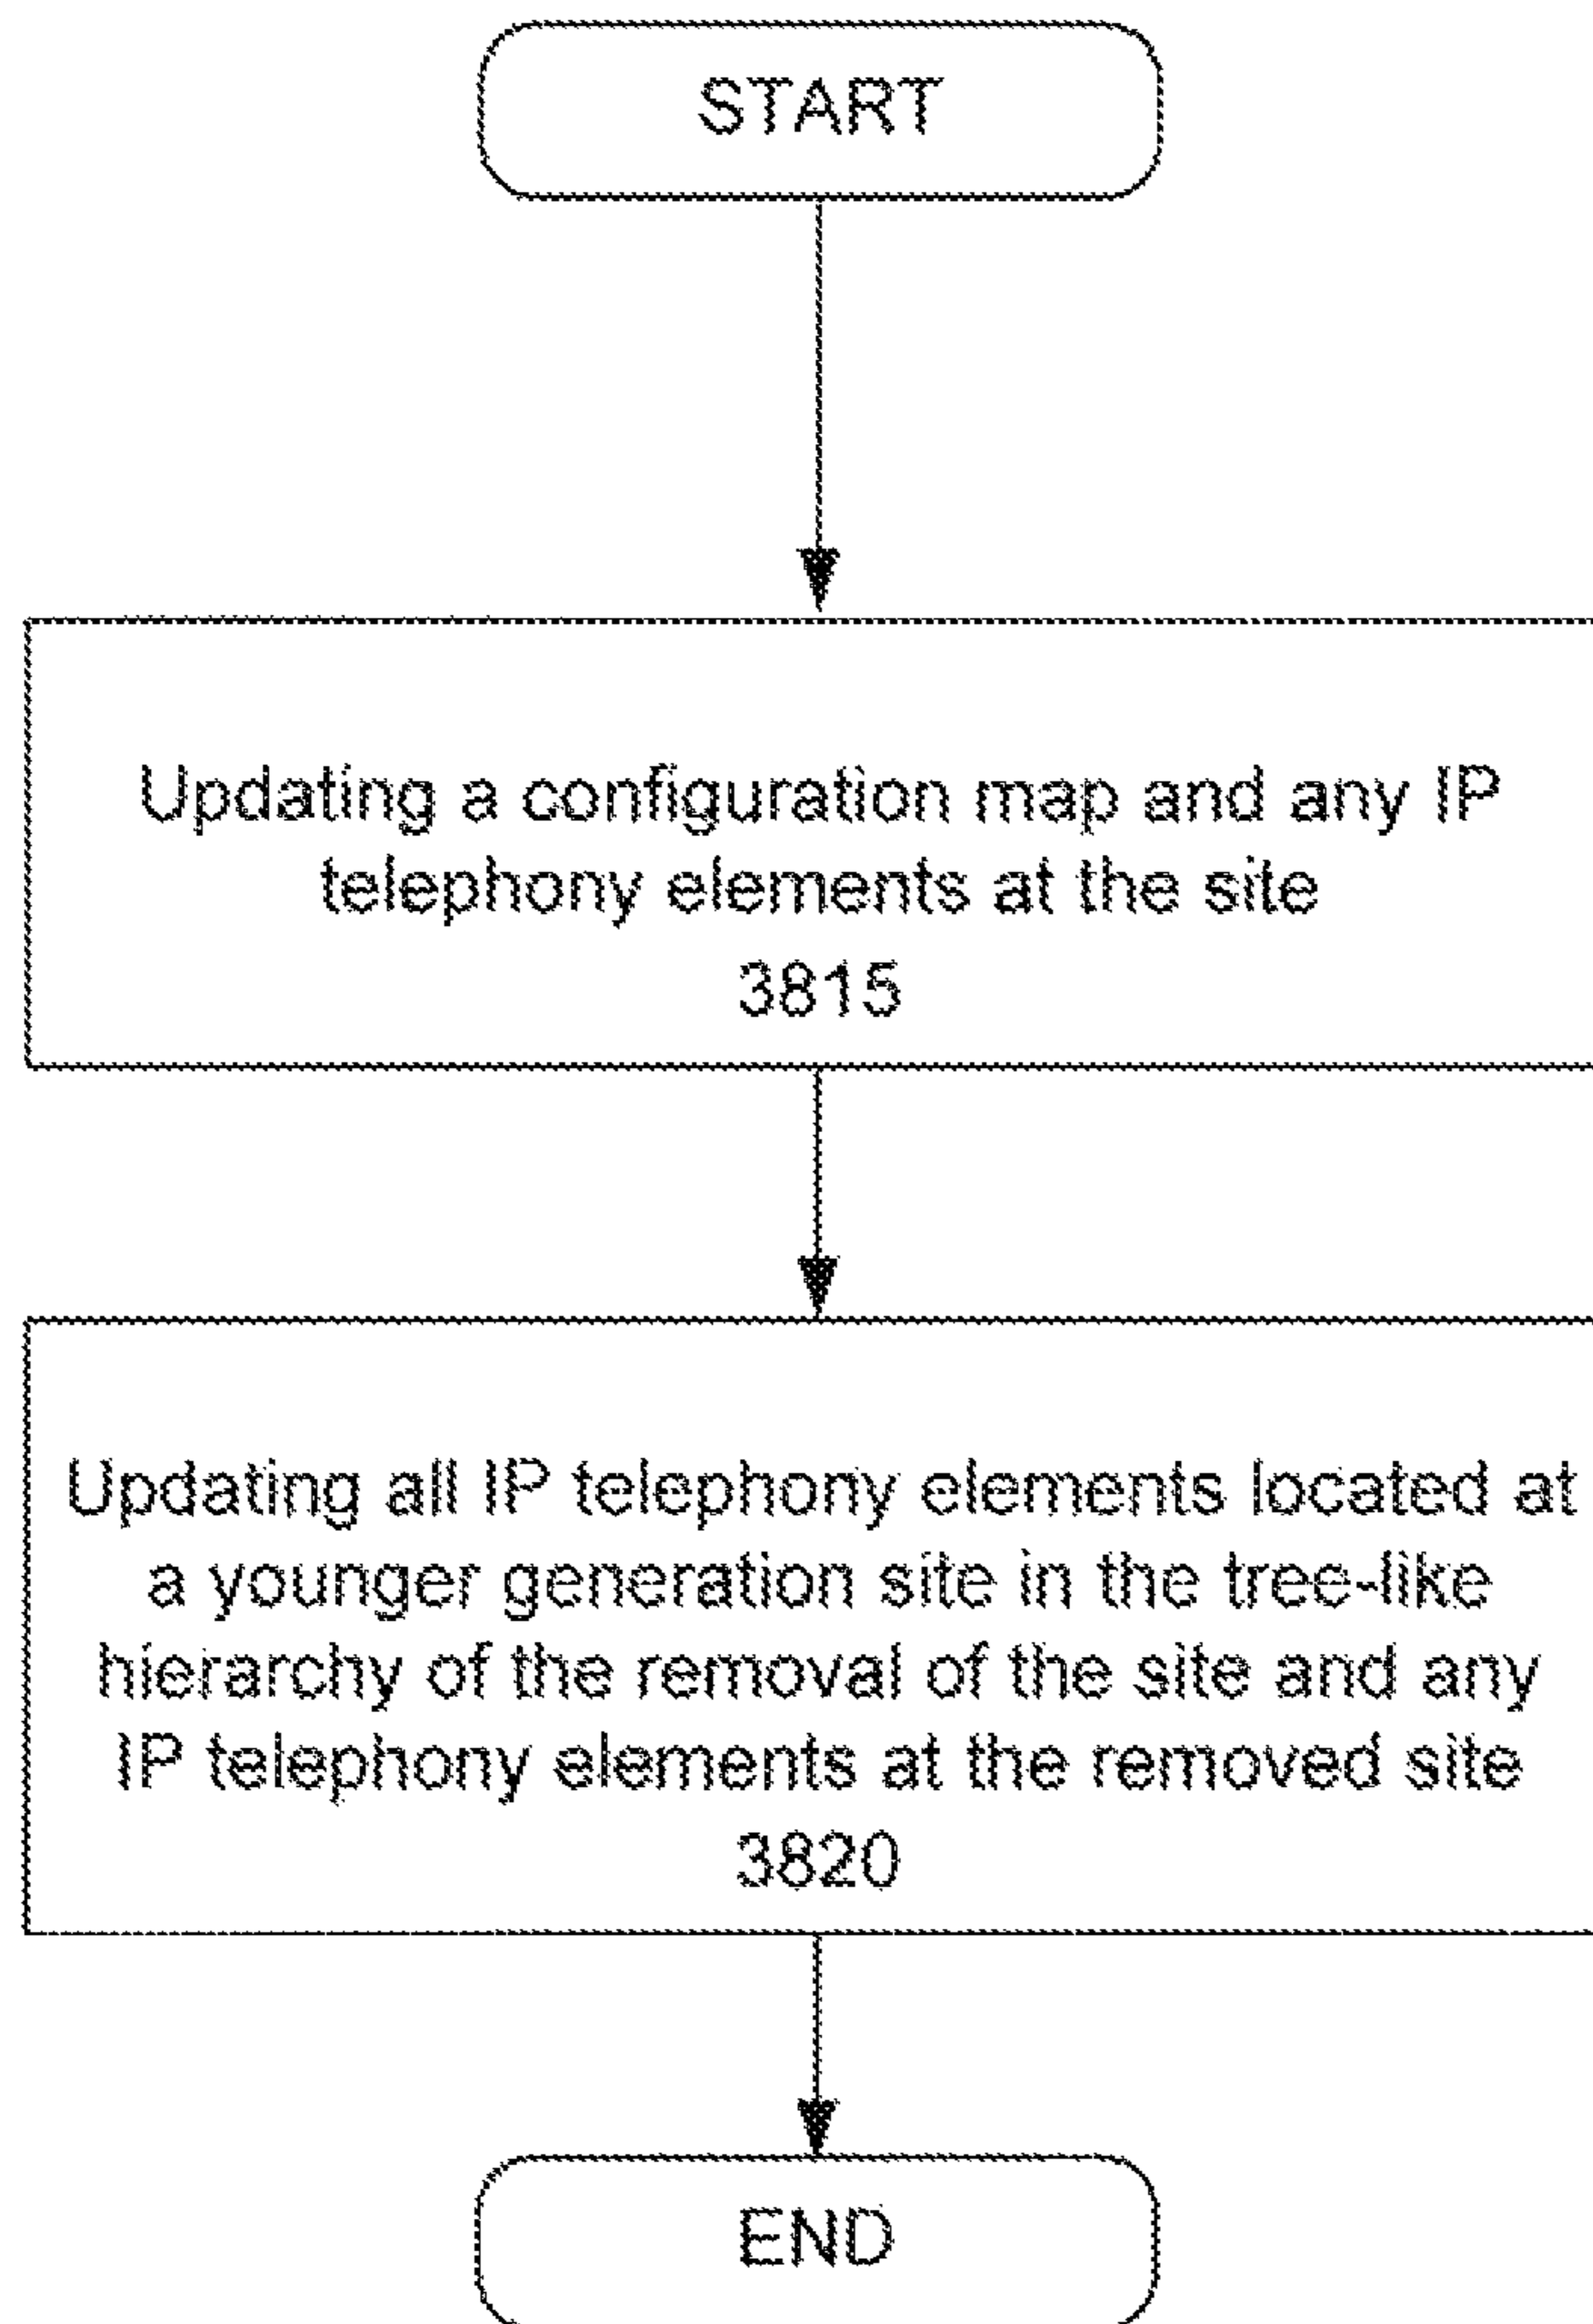 START
Updating a configuration map and any IP
telephony elements at the site
3815
Updating all IP telephony elements located at
a younger generation site in the tree-like
hierarchy of the removal of the site and any
IP telephony elements at the removed site
3820
END